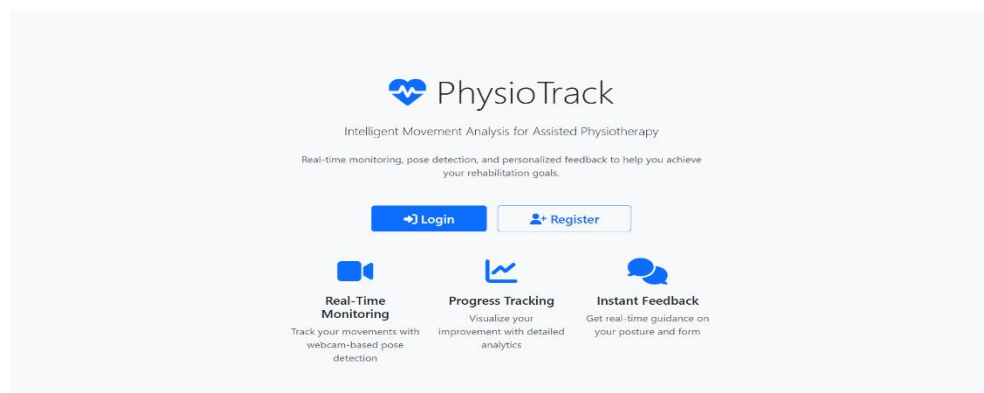 PhysioTrack
Intelligent Movement Analysis for Assisted Physiotherapy
Real-time monitoring, pose detection, and personalized feedback to help you achieve
your rehabilitation goals.
Login
Register
Real-Time
Monitoring
Track your movements with
webcam-based pose
detection
Progress Tracking
Visualize your
improvement with detailed
analytics
Instant Feedback
Get real-time guidance on
your posture and form